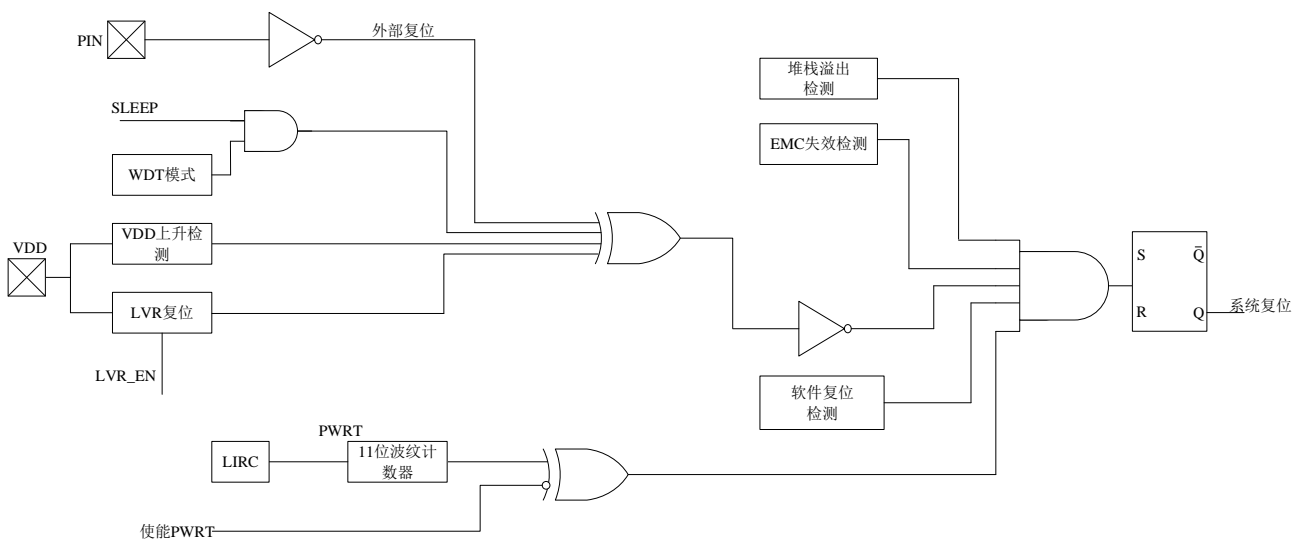 PIN
外部复位
SLEEP
WDT模式
VDD
VDD上升检
测
LVR复位
LVR_EN
堆栈溢出
检测
EMC失效检测
S
Q̄
R
Q
系统复位
软件复位
检测
PWRT
LIRC
11位波纹计
数器
使能PWRT